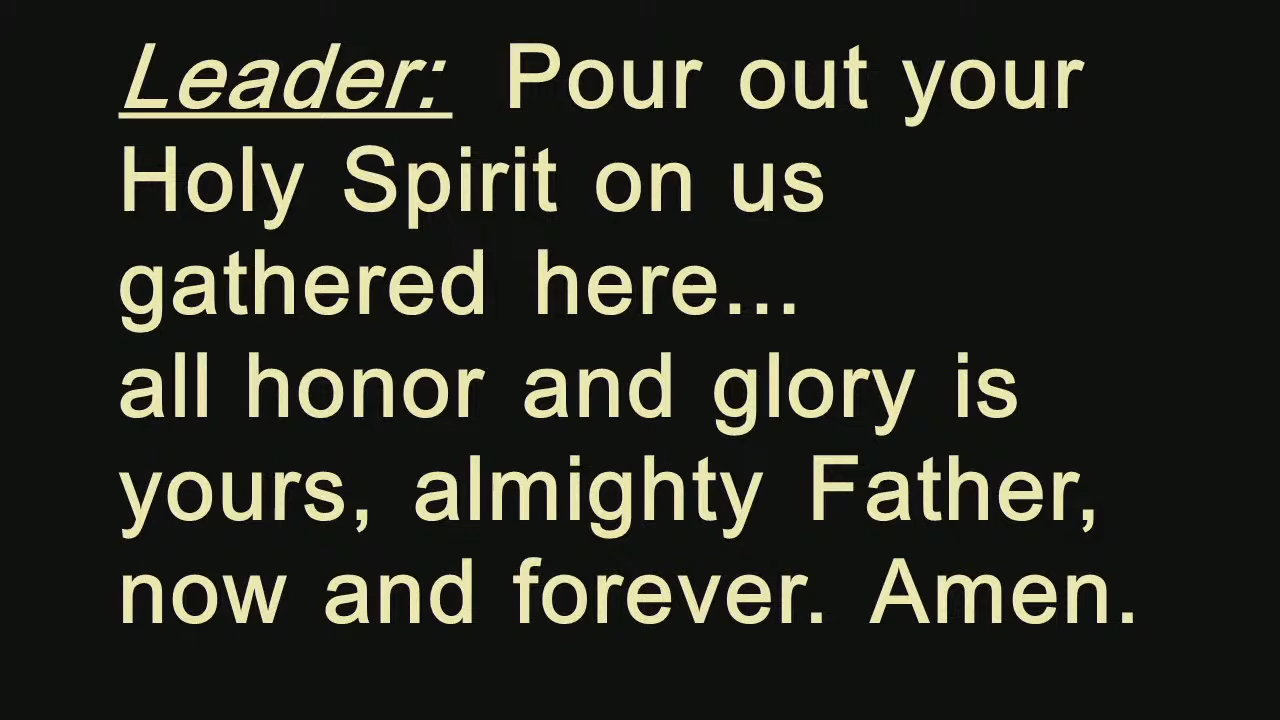 Leader: Pour out your
Holy Spirit on us
gathered here...
all honor and glory is
yours, almighty Father,
now and forever. Amen.